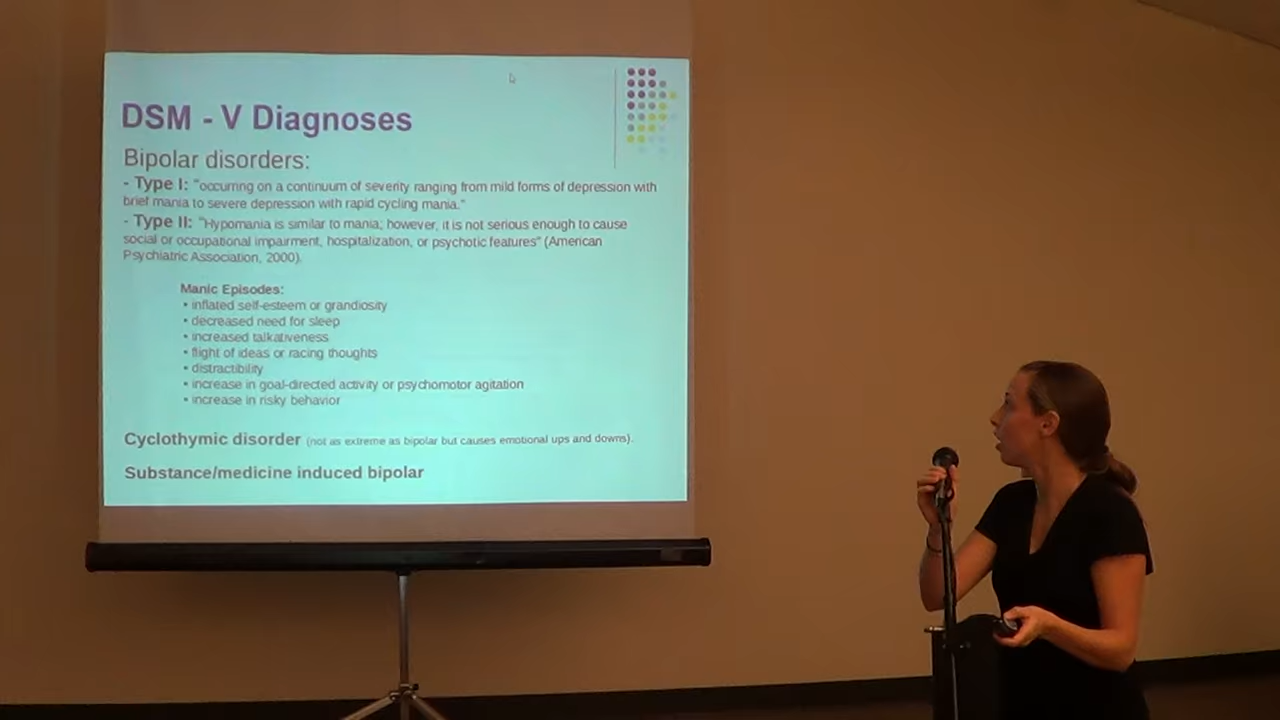 DSM - V Diagnoses
Bipolar disorders:
- Type I: "occurring on a continuum of severity ranging from mild forms of depression with
brief mania to severe depression with rapid cycling mania."
- Type II: "Hypomania is similar to mania; however, it is not serious enough to cause
social or occupational impairment, hospitalization, or psychotic features" (American
Psychiatric Association, 2000).
Manic Episodes:
• inflated self-esteem or grandiosity
• decreased need for sleep
• increased talkativeness
• flight of ideas or racing thoughts
• distractibility
• increase in goal-directed activity or psychomotor agitation
• increase in risky behavior
Cyclothymic disorder (not as extreme as bipolar but causes emotional ups and downs).
Substance/medicine induced bipolar